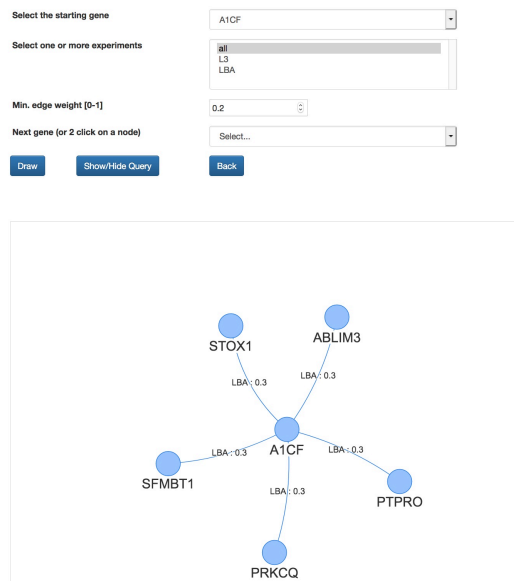 Select the starting gene
A1CF
Select one or more experiments
all
L3
LBA
Min. edge weight [0-1]
0.2
Next gene (or 2 click on a node)
Select...
Draw
Show/Hide Query
Back
STOX1
ABLIM3
LBA : 0.3
LBA : 0.3
LBA : 0.3
A1CF
LBA : 0.3
SFMBT1
LBA : 0.3
PTPRO
PRKCQ